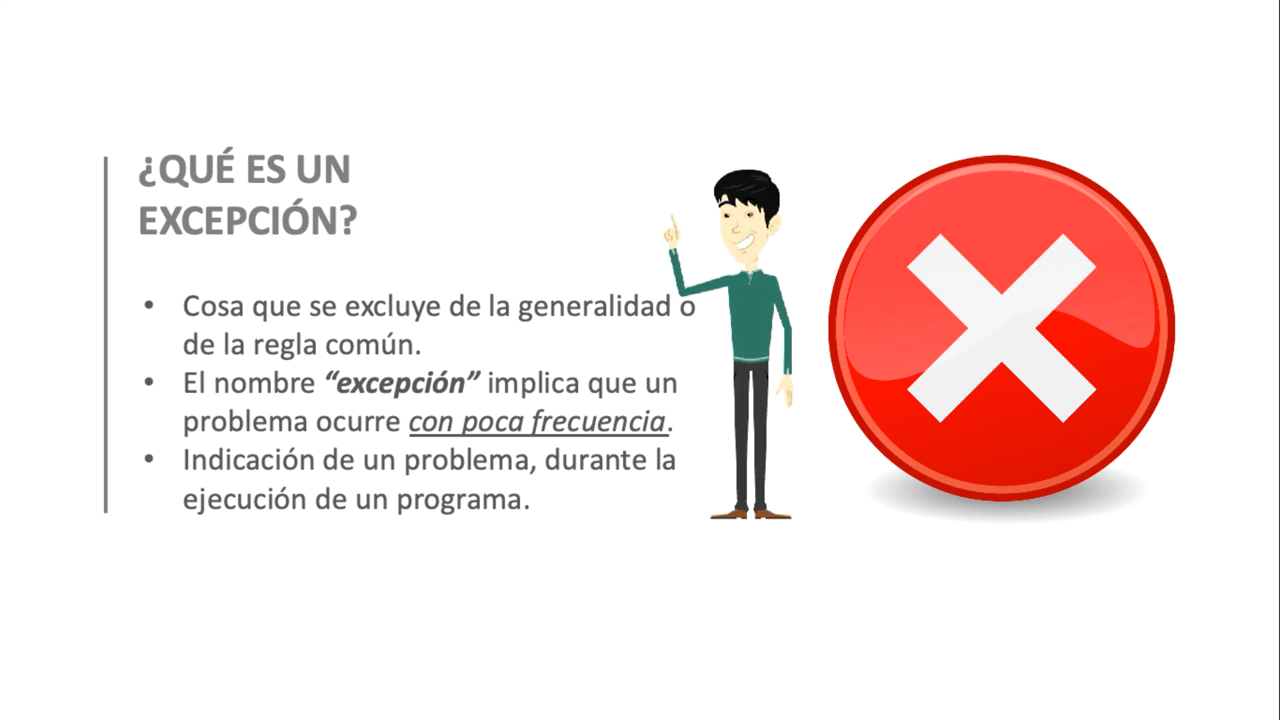 ¿QUÉ ES UN
EXCEPCIÓN?
• Cosa que se excluye de la generalidad o
de la regla común.
• El nombre “excepción” implica que un
problema ocurre con poca frecuencia.
• Indicación de un problema, durante la
ejecución de un programa.